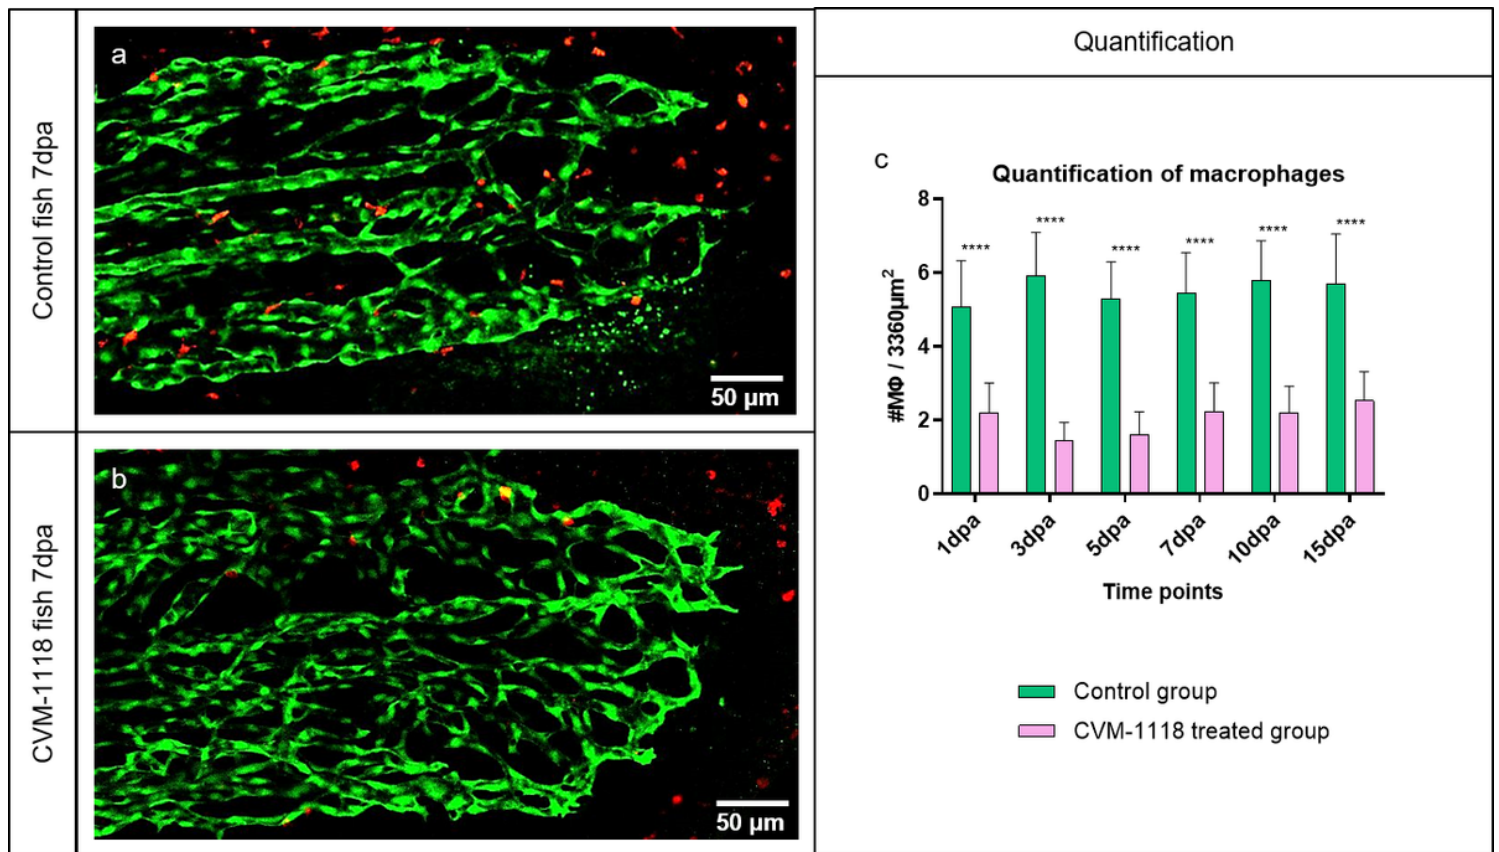 Control fish 7dpa
a
50 µm
CVM-1118 fish 7dpa
b
50 µm
Quantification
c
Quantification of macrophages
#MΦ / 3360µm²
8
6
4
2
0
**** **** **** **** **** ****
1dpa 3dpa 5dpa 7dpa 10dpa 15dpa
Time points
Control group
CVM-1118 treated group